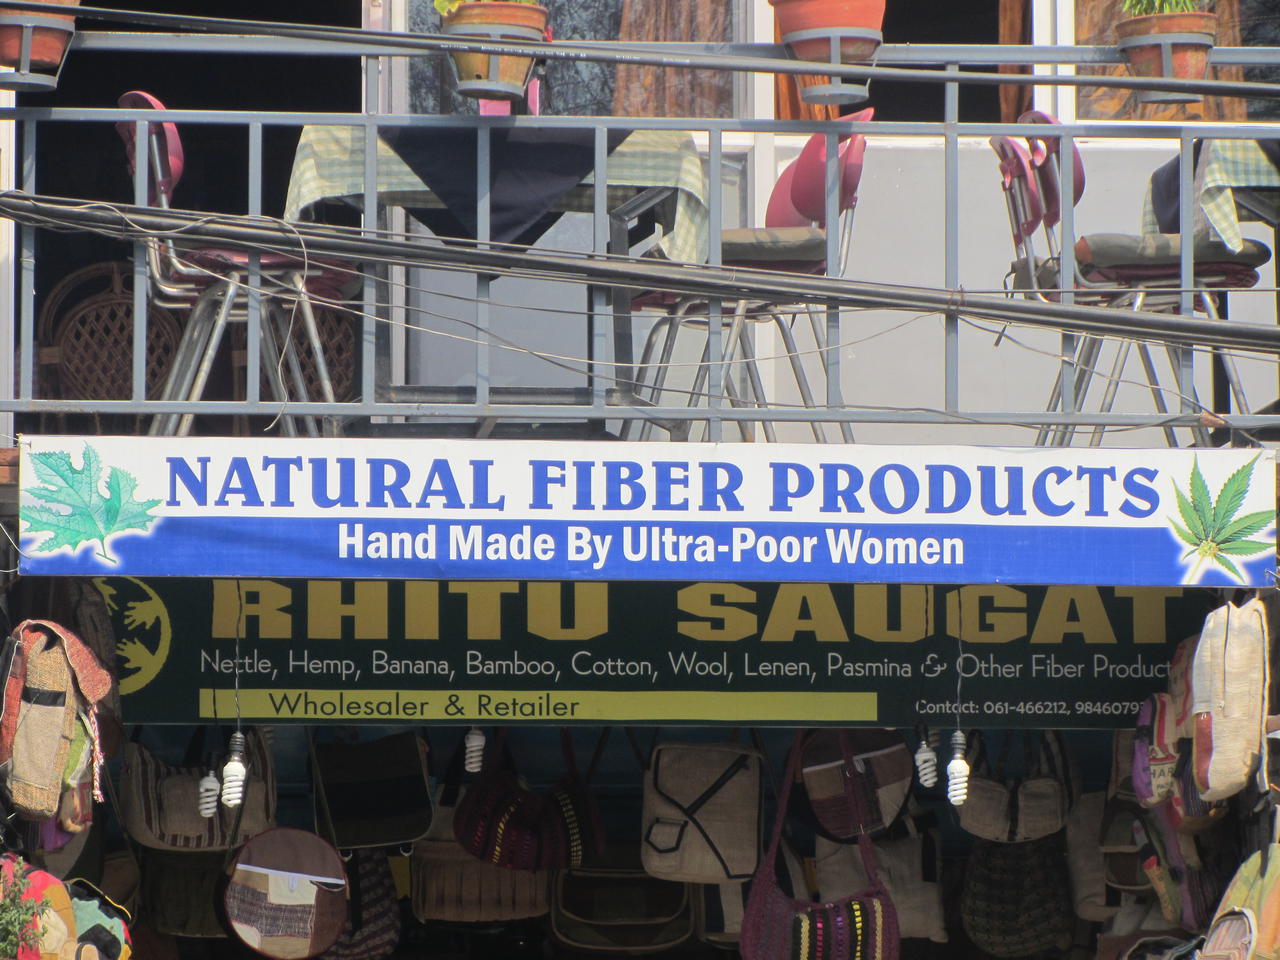 NATURAL FIBER PRODUCTS
Hand Made By Ultra-Poor Women
RHITU SAUGAT
Nettle, Hemp, Banana, Bamboo, Cotton, Wool, Lenen, Pasmina & Other Fiber Product
Wholesaler & Retailer
Contact: 061-466212, 9846079